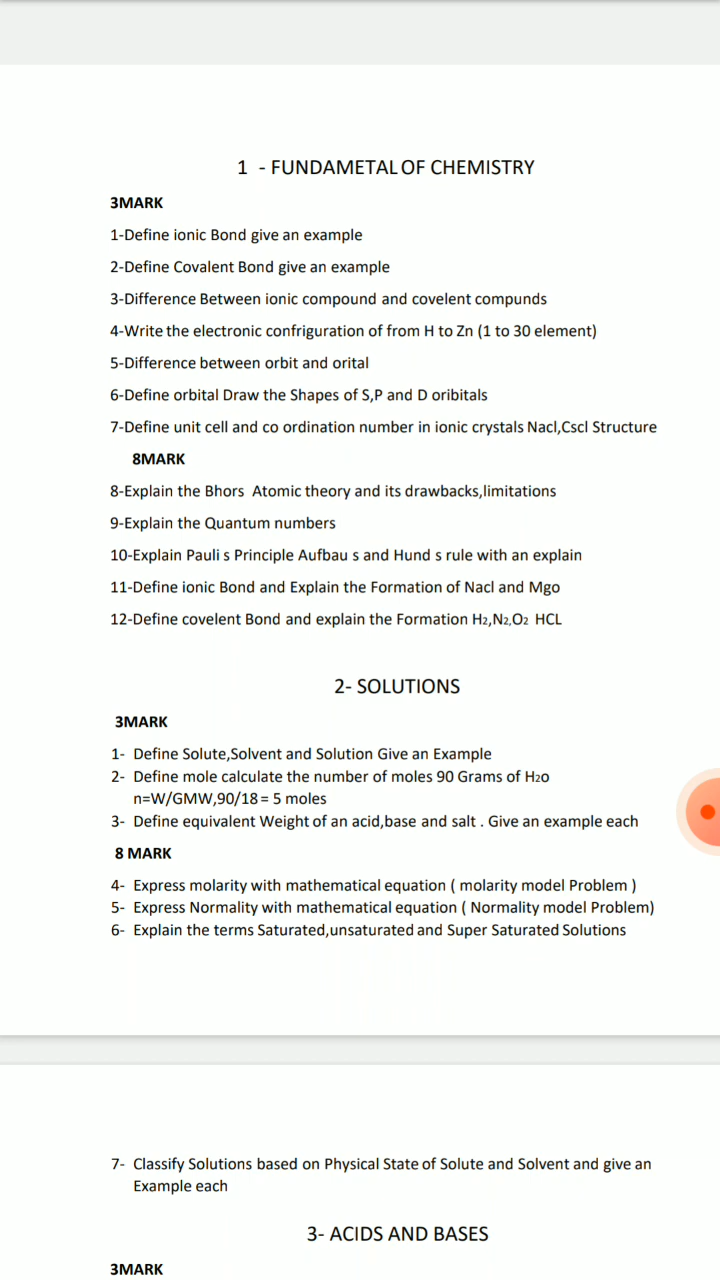 1 - FUNDAMETAL OF CHEMISTRY
3MARK
1-Define ionic Bond give an example
2-Define Covalent Bond give an example
3-Difference Between ionic compound and covelent compunds
4-Write the electronic confriguration of from H to Zn (1 to 30 element)
5-Difference between orbit and orital
6-Define orbital Draw the Shapes of S,P and D oribitals
7-Define unit cell and co ordination number in ionic crystals Nacl,Cscl Structure
8MARK
8-Explain the Bhors Atomic theory and its drawbacks,limitations
9-Explain the Quantum numbers
10-Explain Pauli s Principle Aufbau s and Hund s rule with an explain
11-Define ionic Bond and Explain the Formation of Nacl and Mgo
12-Define covelent Bond and explain the Formation H₂,N₂,O₂ HCL
2- SOLUTIONS
3MARK
1- Define Solute,Solvent and Solution Give an Example
2- Define mole calculate the number of moles 90 Grams of H₂o
n=W/GMW,90/18 = 5 moles
3- Define equivalent Weight of an acid,base and salt . Give an example each
8 MARK
4- Express molarity with mathematical equation ( molarity model Problem )
5- Express Normality with mathematical equation ( Normality model Problem)
6- Explain the terms Saturated,unsaturated and Super Saturated Solutions
7- Classify Solutions based on Physical State of Solute and Solvent and give an
Example each
3- ACIDS AND BASES
3MARK